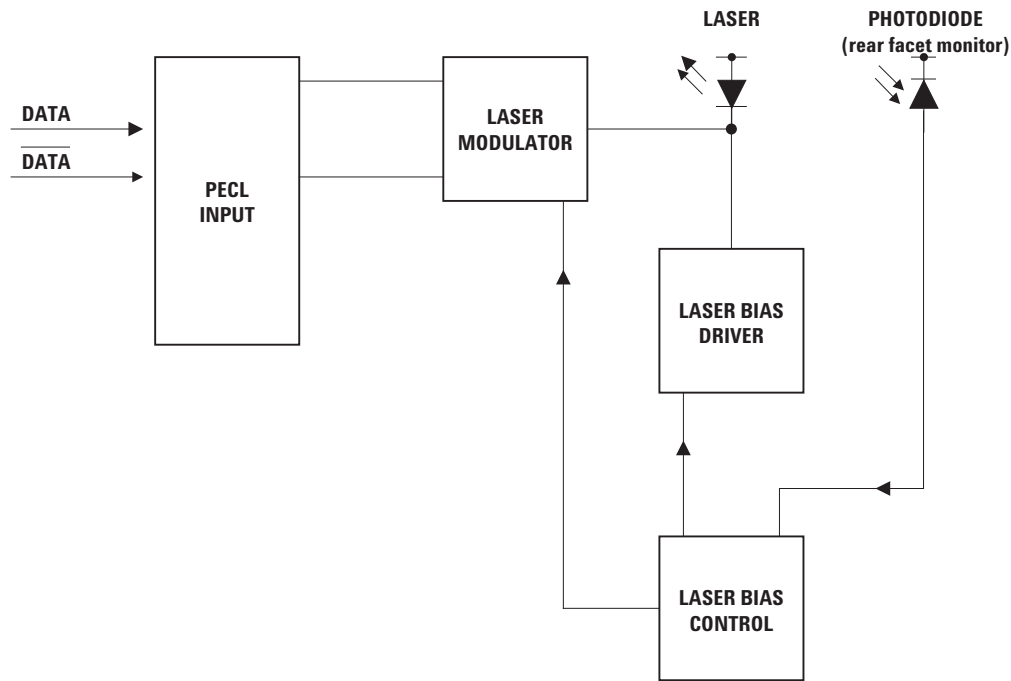 LASER
PHOTODIODE
(rear facet monitor)
DATA
DATA
PECL
INPUT
LASER
MODULATOR
LASER BIAS
DRIVER
LASER BIAS
CONTROL